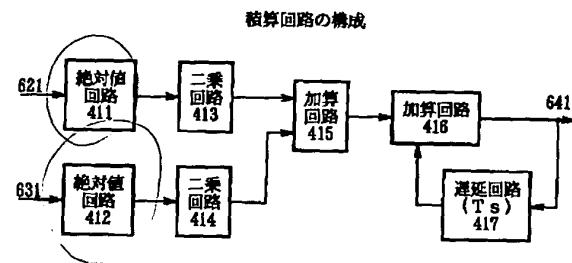 積算回路の構成
621
絶対値
回路
411
二乗
回路
413
加算
回路
415
加算回路
416
641
631
絶対値
回路
412
二乗
回路
414
遅延回路
(Ts)
417